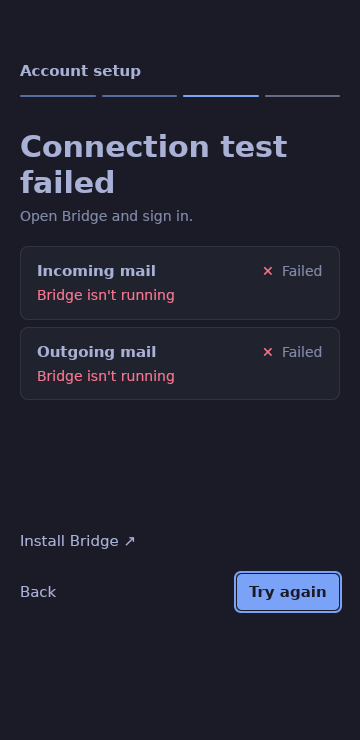 Account setup
Connection test
failed
Open Bridge and sign in.
Incoming mail
✕ Failed
Bridge isn't running
Outgoing mail
✕ Failed
Bridge isn't running
Install Bridge ↗
Back
Try again